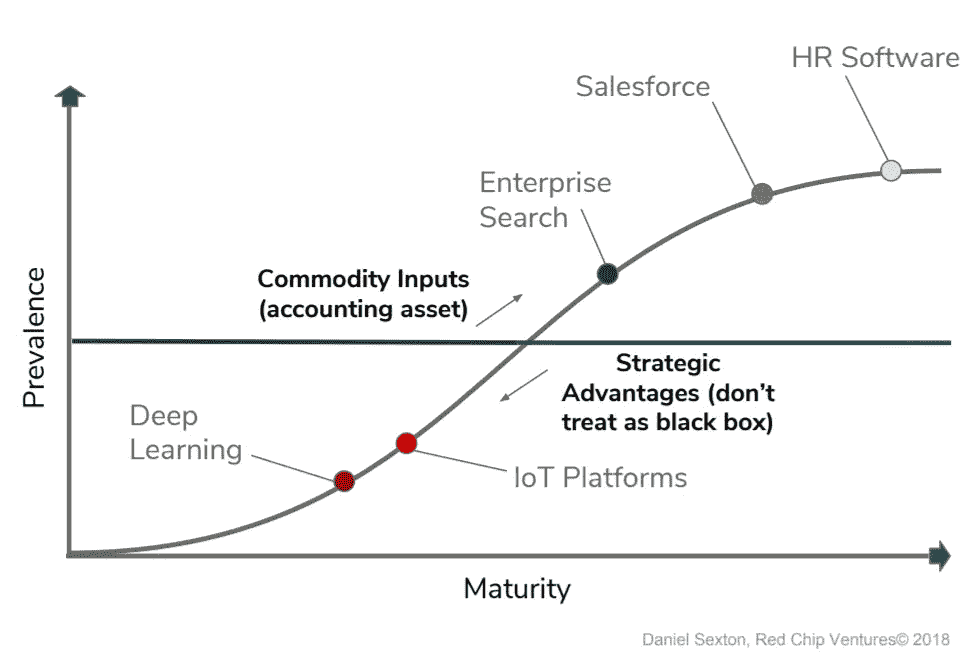 HR Software
Salesforce
Enterprise
Search
Commodity Inputs
(accounting asset)
Strategic
Advantages (don't
treat as black box)
Deep
Learning
IoT Platforms
Prevalence
Maturity
Daniel Sexton, Red Chip Ventures© 2018